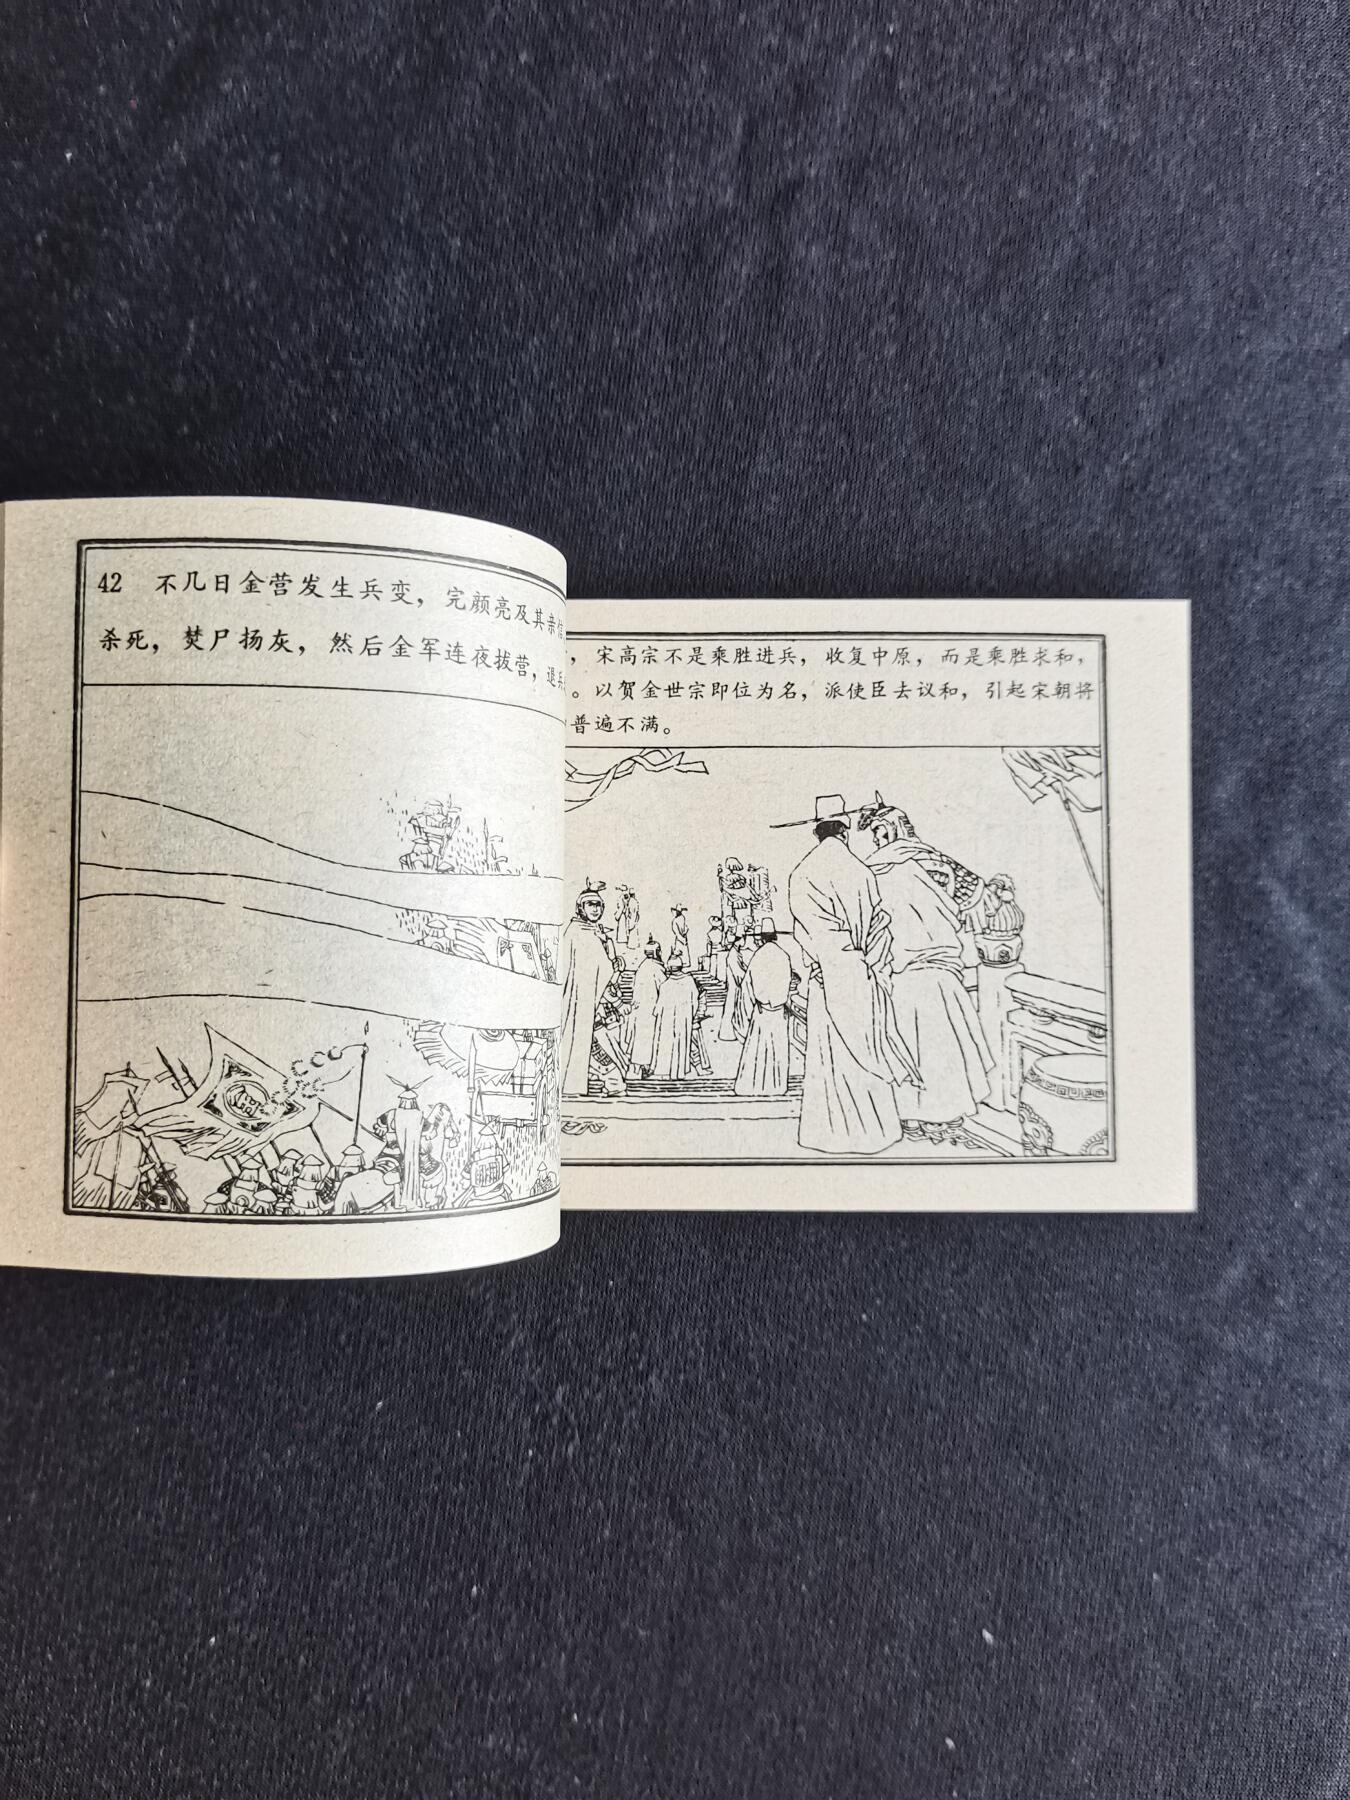 42 不几日金营发生兵变，完颜亮及其亲信
杀死，焚尸扬灰，然后金军连夜拔营，退兵
，宋高宗不是乘胜进兵，收复中原，而是乘胜求和，
。以贺金世宗即位为名，派使臣去议和，引起宋朝将
普遍不满。